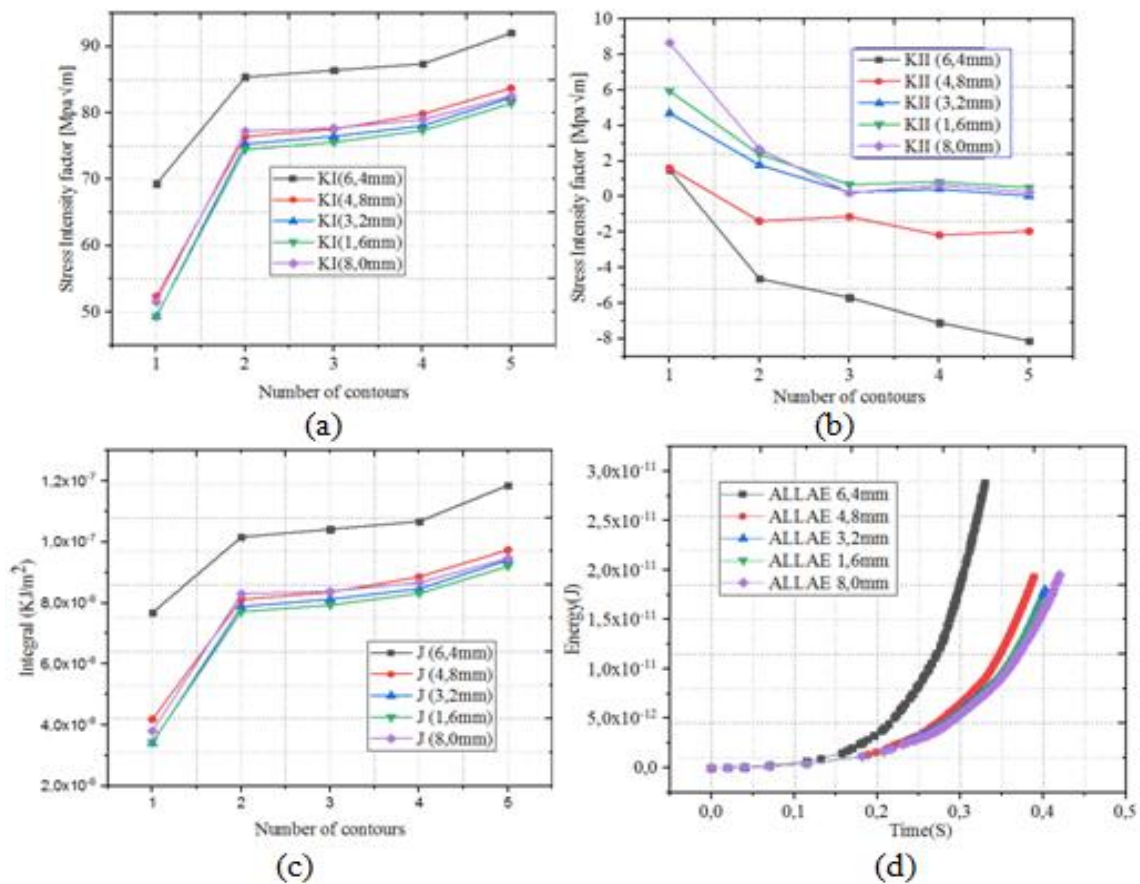 90
80
70
60
50
Stress Intensity factor [Mpa √m]
KI(6,4mm)
KI(4,8mm)
KI(3,2mm)
KI(1,6mm)
KI(8,0mm)
1 2 3 4 5
Number of contours
(a)
10
8
6
4
2
0
-2
-4
-6
-8
Stress Intensity factor [Mpa √m]
KII (6,4mm)
KII (4,8mm)
KII (3,2mm)
KII (1,6mm)
KII (8,0mm)
1 2 3 4 5
Number of contours
(b)
1.2x10⁻⁷
1.0x10⁻⁷
8.0x10⁻⁸
6.0x10⁻⁸
4.0x10⁻⁸
2.0x10⁻⁸
Integral (KJ/m²)
J (6,4mm)
J (4,8mm)
J (3,2mm)
J (1,6mm)
J (8,0mm)
1 2 3 4 5
Number of contours
(c)
3,0x10⁻¹¹
2,5x10⁻¹¹
2,0x10⁻¹¹
1,5x10⁻¹¹
1,0x10⁻¹¹
5,0x10⁻¹²
0,0
Energy(J)
ALLAE 6,4mm
ALLAE 4,8mm
ALLAE 3,2mm
ALLAE 1,6mm
ALLAE 8,0mm
0,0 0,1 0,2 0,3 0,4 0,5
Time(S)
(d)